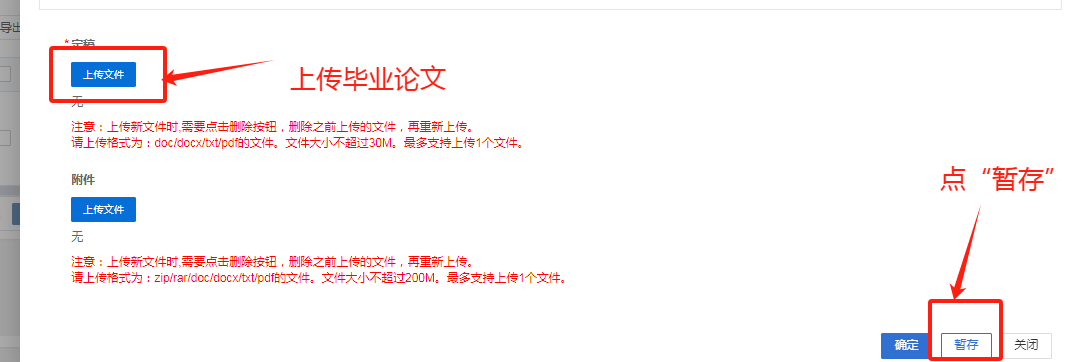 导出
*定稿
上传文件
上传毕业论文
无
注意：上传新文件时,需要点击删除按钮，删除之前上传的文件，再重新上传。
请上传格式为：doc/docx/txt/pdf的文件。文件大小不超过30M。最多支持上传1个文件。
点“暂存”
附件
上传文件
无
注意：上传新文件时,需要点击删除按钮，删除之前上传的文件，再重新上传。
请上传格式为：zip/rar/doc/docx/txt/pdf的文件。文件大小不超过200M。最多支持上传1个文件。
确定
暂存
关闭